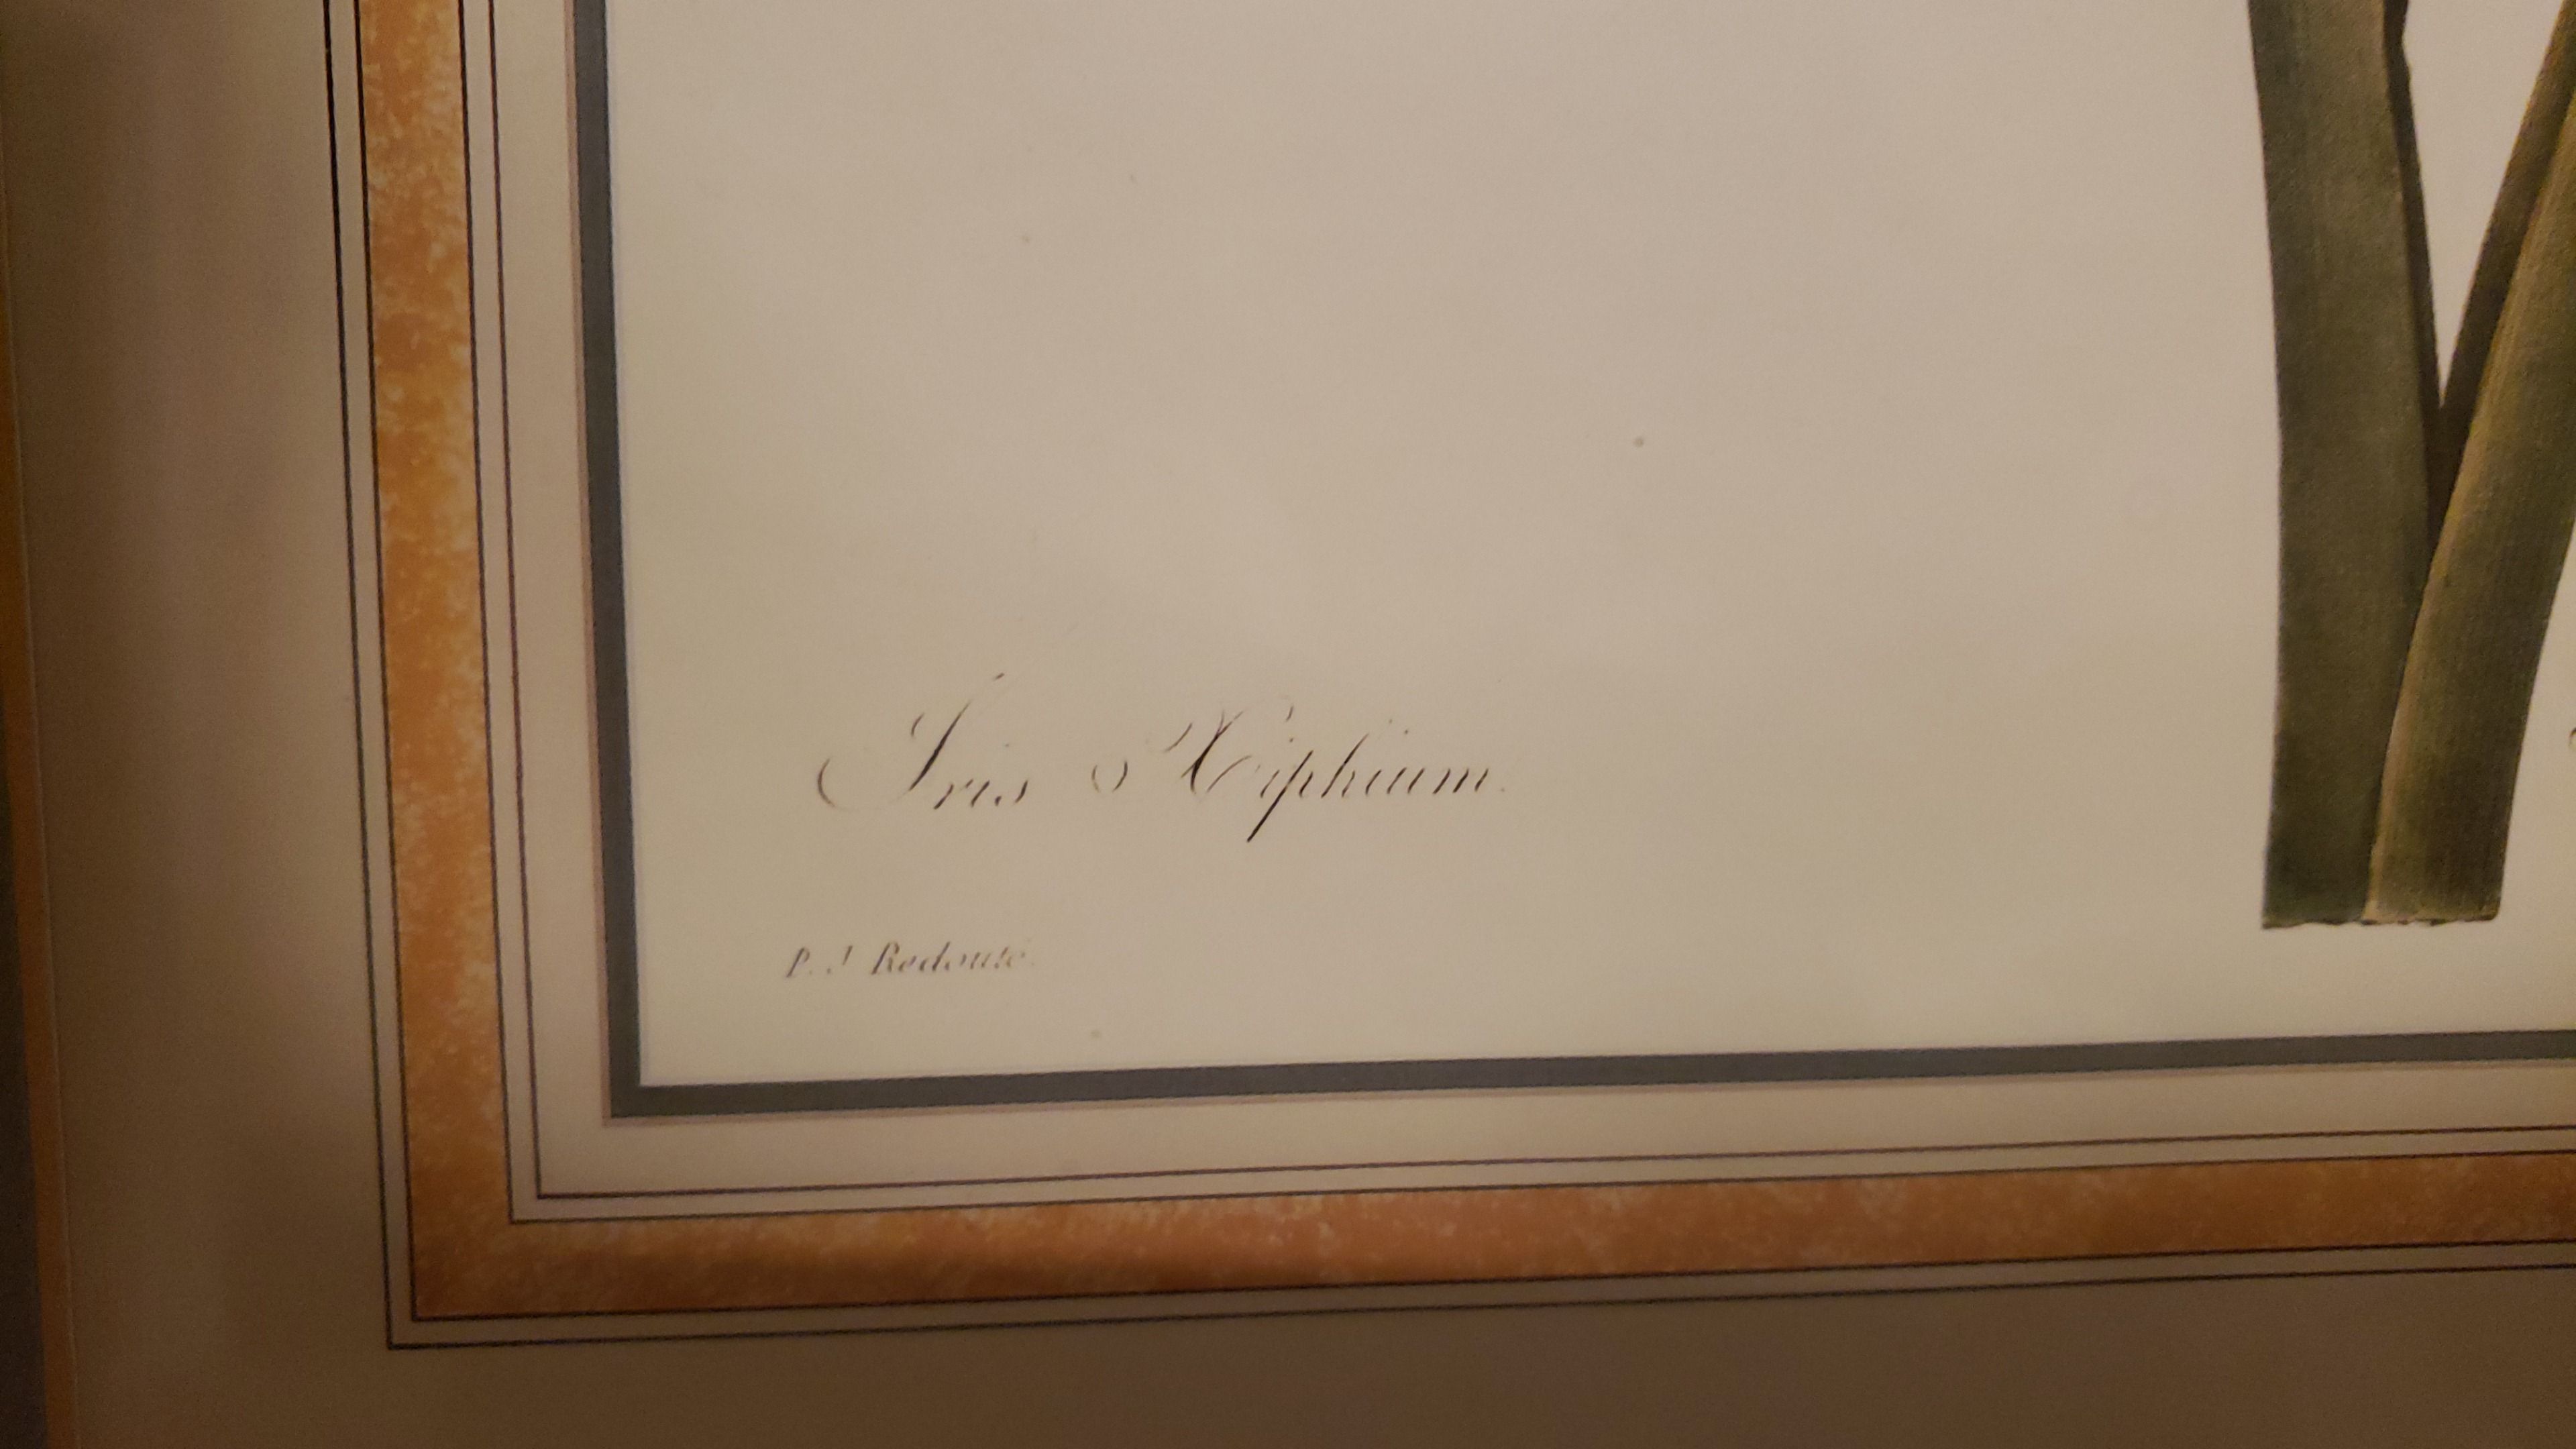 Iris Xiphium.
P. J. Redouté.